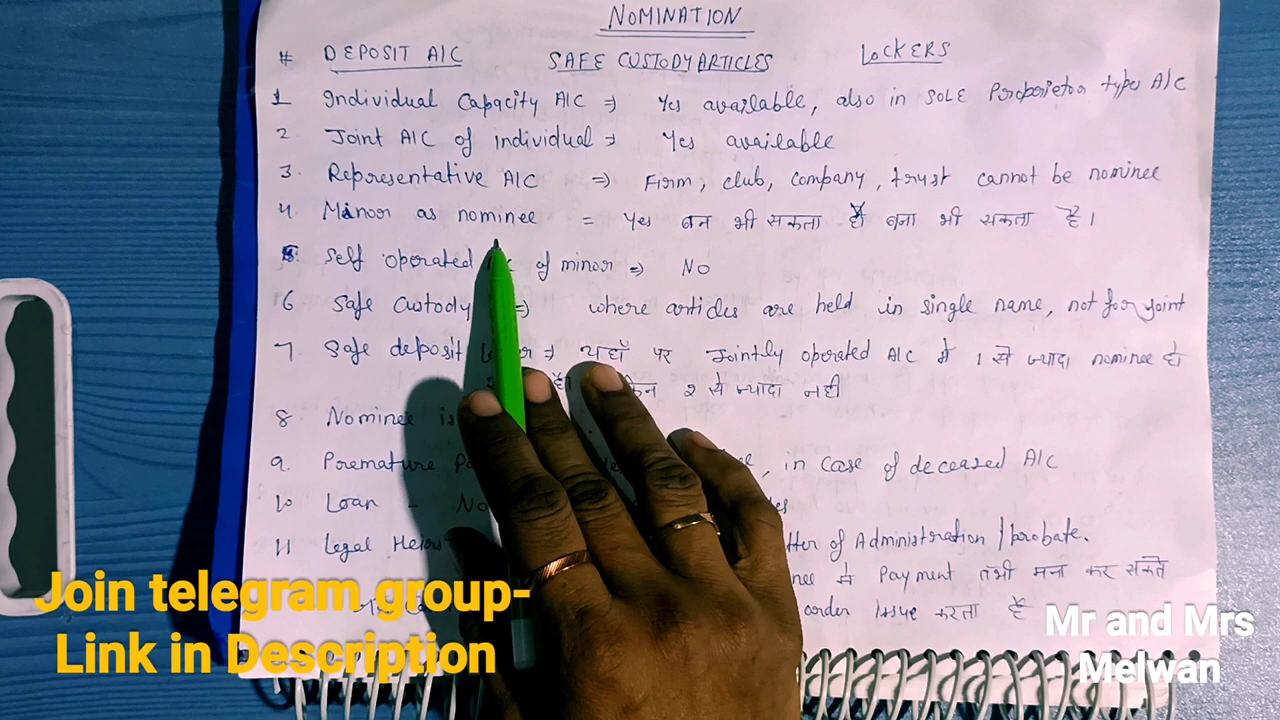 NOMINATION
# DEPOSIT A/C SAFE CUSTODY ARTICLES LOCKERS
1 Individual Capacity A/C ⇒ Yes available, also in SOLE Properietor type A/C
2 Joint A/C of individual ⇒ Yes available
3. Representative A/C ⇒ Firm, club, company, trust cannot be nominee
4 Minor as nominee = Yes बन भी सकता है बना भी सकता है।
5. Self operated of minor ⇒ No
6 Safe Custody ⇒ where articles are held in single name, not for joint
7 Safe deposit ⇒ यहाँ पर Jointly operated A/C मे 1 से ज्यादा nominee हो
2 से ज्यादा नही
8 Nominee is
9. Premature , in case of deceased A/C
10 Loan - No
11 Legal Heirs of Administration / probate.
मे Payment तभी मना कर सकते
order Issue करता है
Join telegram group-
Link in Description
Mr and Mrs
Melwan